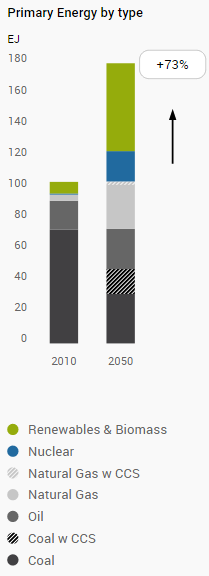 Primary Energy by type
EJ
180
+73%
160
140
120
100
80
60
40
20
0
2010 2050
Renewables & Biomass
Nuclear
Natural Gas w CCS
Natural Gas
Oil
Coal w CCS
Coal